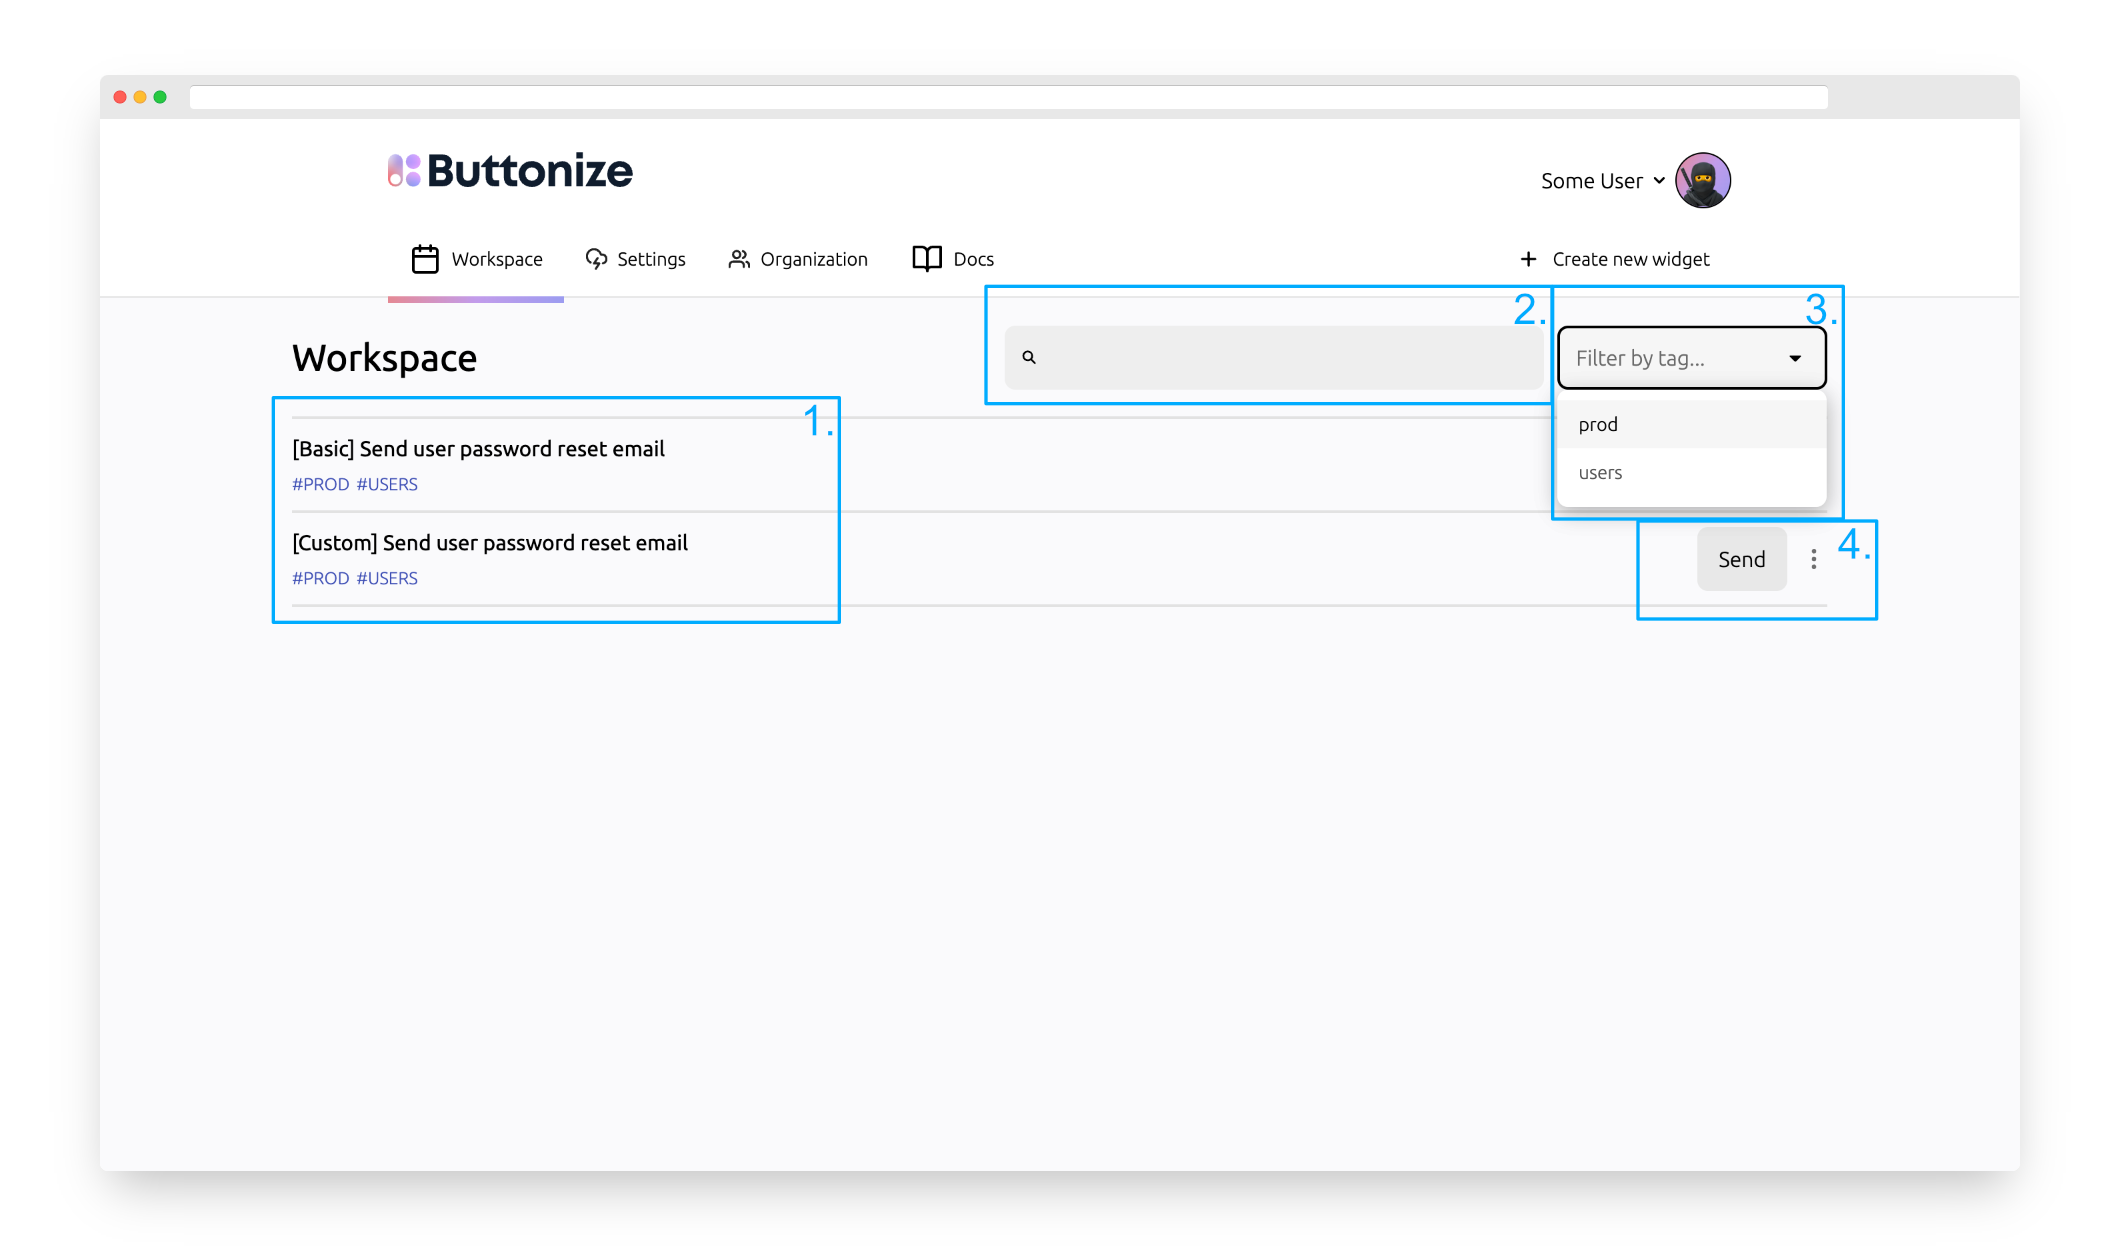 Buttonize
Some User
Workspace
Settings
Organization
Docs
Create new widget
2.
3.
Workspace
Filter by tag...
1.
prod
[Basic] Send user password reset email
users
#PROD #USERS
[Custom] Send user password reset email
4.
Send
#PROD #USERS